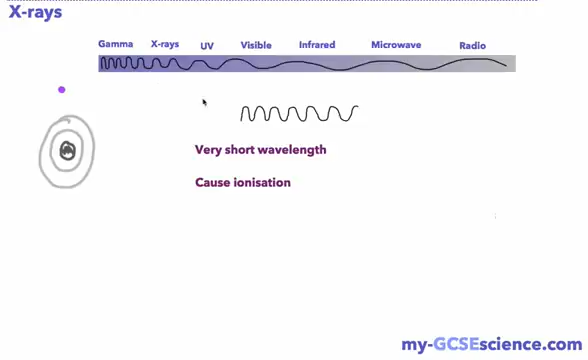 X-rays
Gamma X-rays UV Visible Infrared Microwave Radio
Very short wavelength
Cause ionisation
my-GCSEscience.com